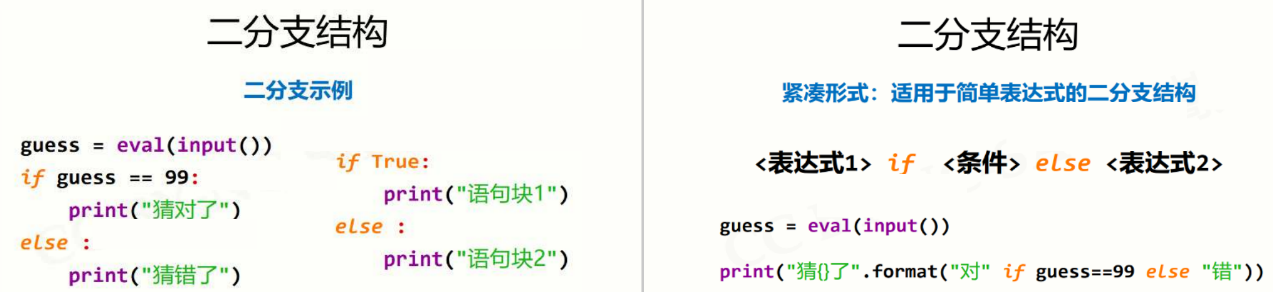 二分支结构
二分支示例
guess = eval(input())
if guess == 99:
    print("猜对了")
else :
    print("猜错了")
if True:
    print("语句块1")
else :
    print("语句块2")
二分支结构
紧凑形式：适用于简单表达式的二分支结构
<表达式1> if <条件> else <表达式2>
guess = eval(input())
print("猜{}了".format("对" if guess==99 else "错"))